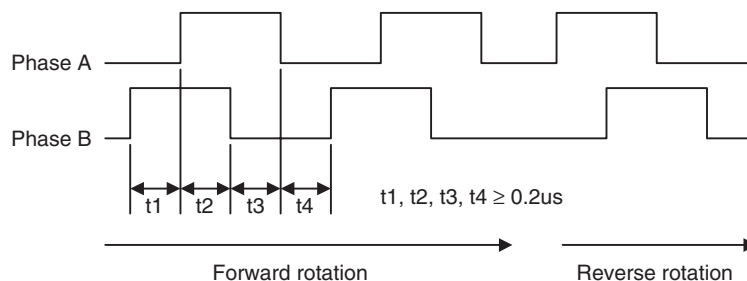 Phase A
Phase B
t1 t2 t3 t4
t1, t2, t3, t4 ≥ 0.2us
Forward rotation
Reverse rotation